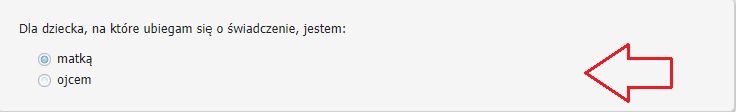 Dla dziecka, na które ubiegam się o świadczenie, jestem:
matką
ojcem